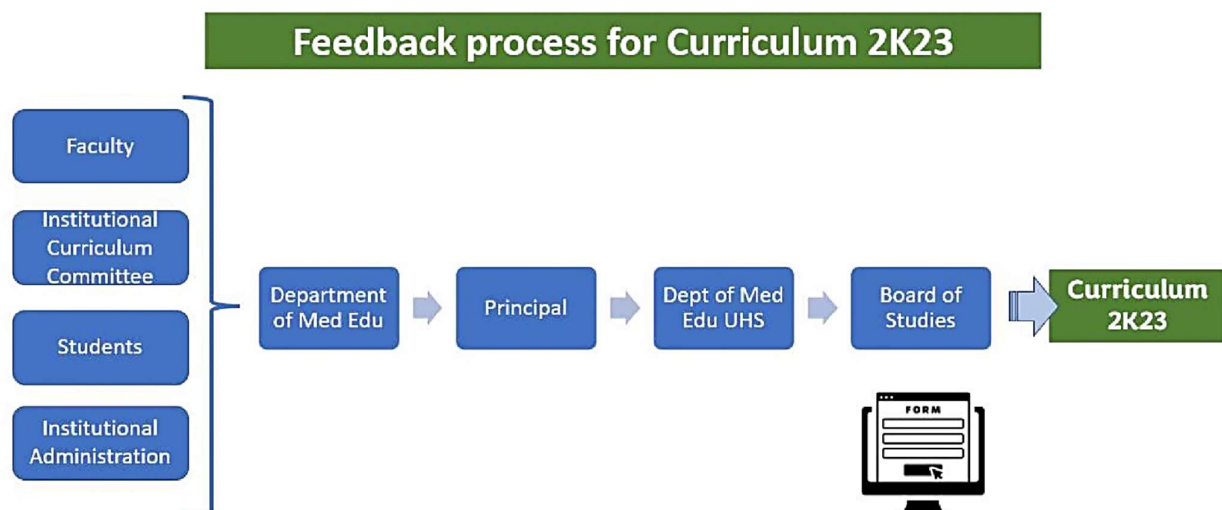 Feedback process for Curriculum 2K23
Faculty
Institutional
Curriculum
Committee
Students
Institutional
Administration
Department
of Med Edu
Principal
Dept of Med
Edu UHS
Board of
Studies
Curriculum
2K23
FORM